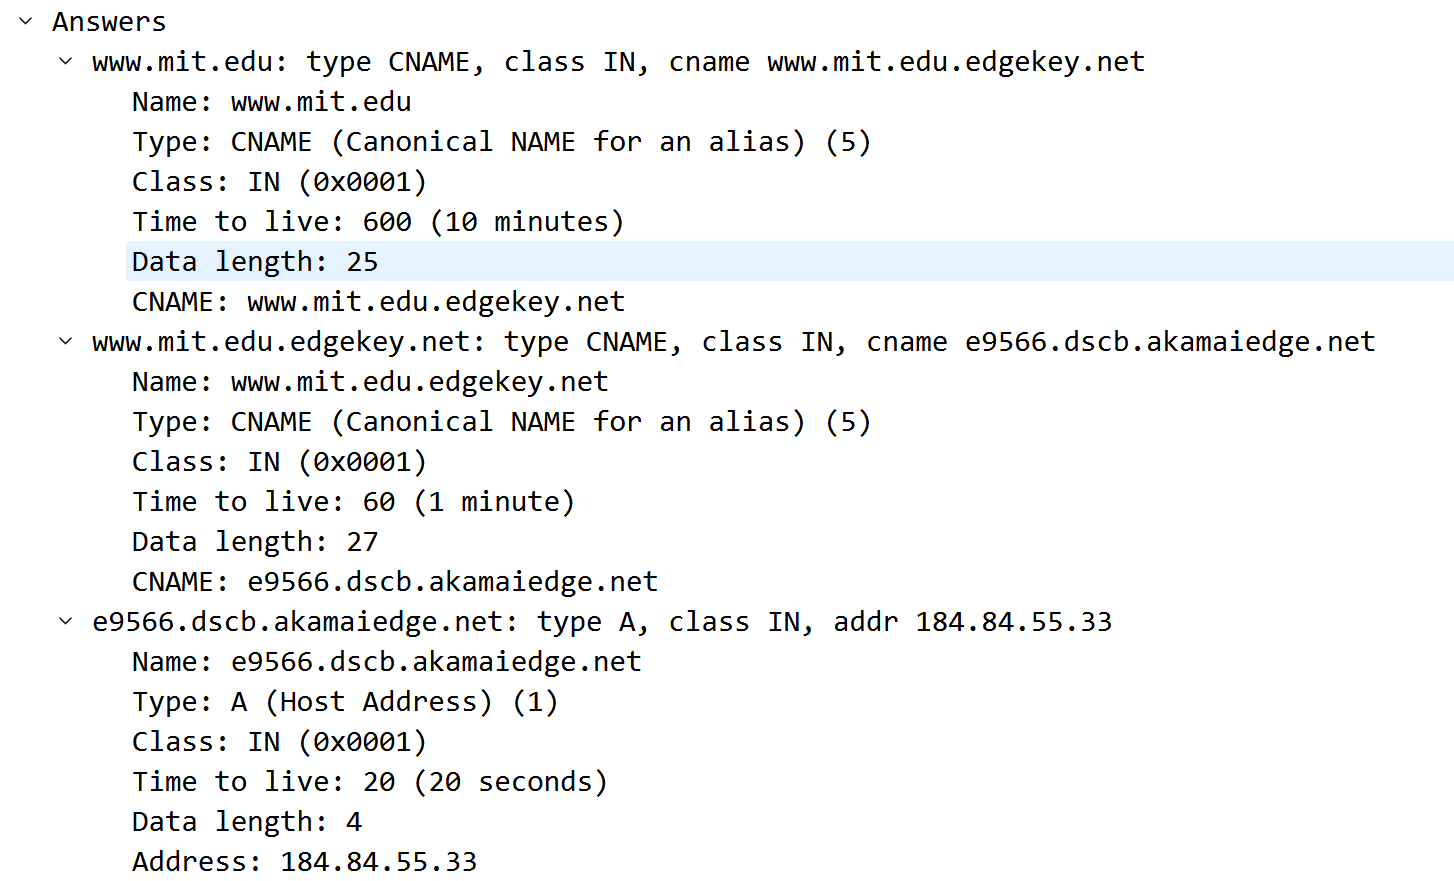 Answers
www.mit.edu: type CNAME, class IN, cname www.mit.edu.edgekey.net
Name: www.mit.edu
Type: CNAME (Canonical NAME for an alias) (5)
Class: IN (0x0001)
Time to live: 600 (10 minutes)
Data length: 25
CNAME: www.mit.edu.edgekey.net
www.mit.edu.edgekey.net: type CNAME, class IN, cname e9566.dscb.akamaiedge.net
Name: www.mit.edu.edgekey.net
Type: CNAME (Canonical NAME for an alias) (5)
Class: IN (0x0001)
Time to live: 60 (1 minute)
Data length: 27
CNAME: e9566.dscb.akamaiedge.net
e9566.dscb.akamaiedge.net: type A, class IN, addr 184.84.55.33
Name: e9566.dscb.akamaiedge.net
Type: A (Host Address) (1)
Class: IN (0x0001)
Time to live: 20 (20 seconds)
Data length: 4
Address: 184.84.55.33